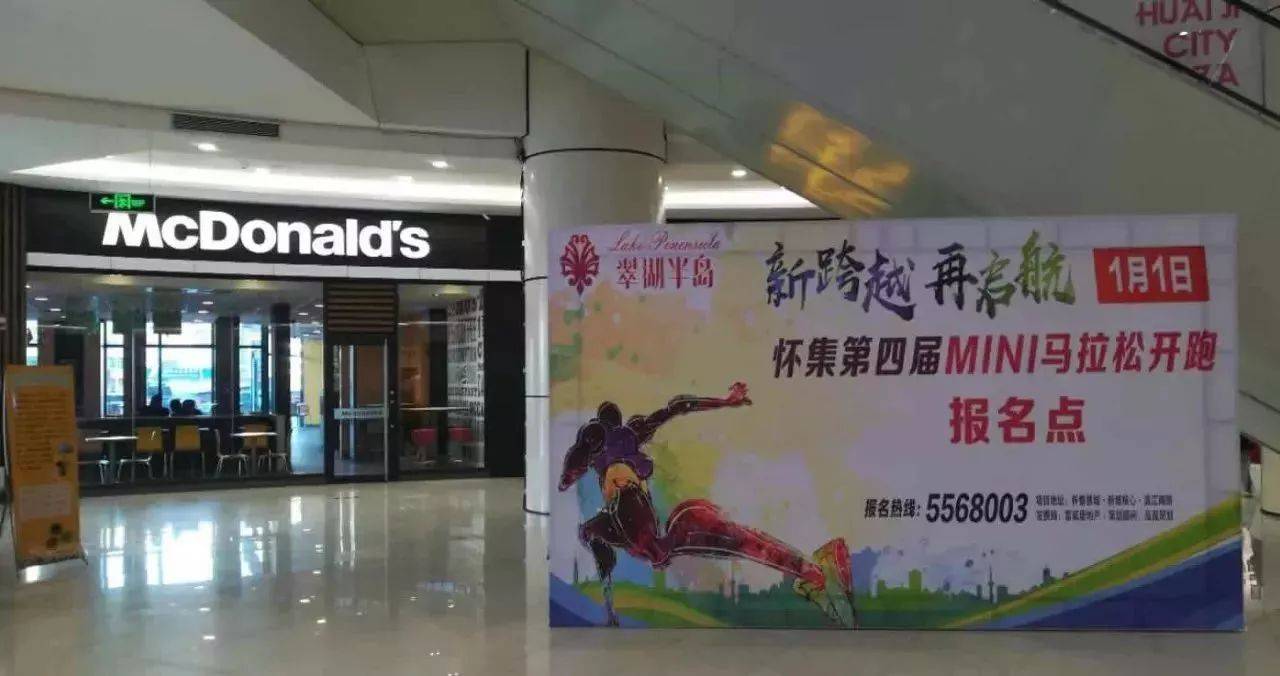 HUAI JI
CITY
McDonald's
McDonald's
Lake Penensula
翠湖半岛
新跨越 再启航
1月1日
怀集第四届MINI马拉松开跑
报名点
报名热线: 5568003